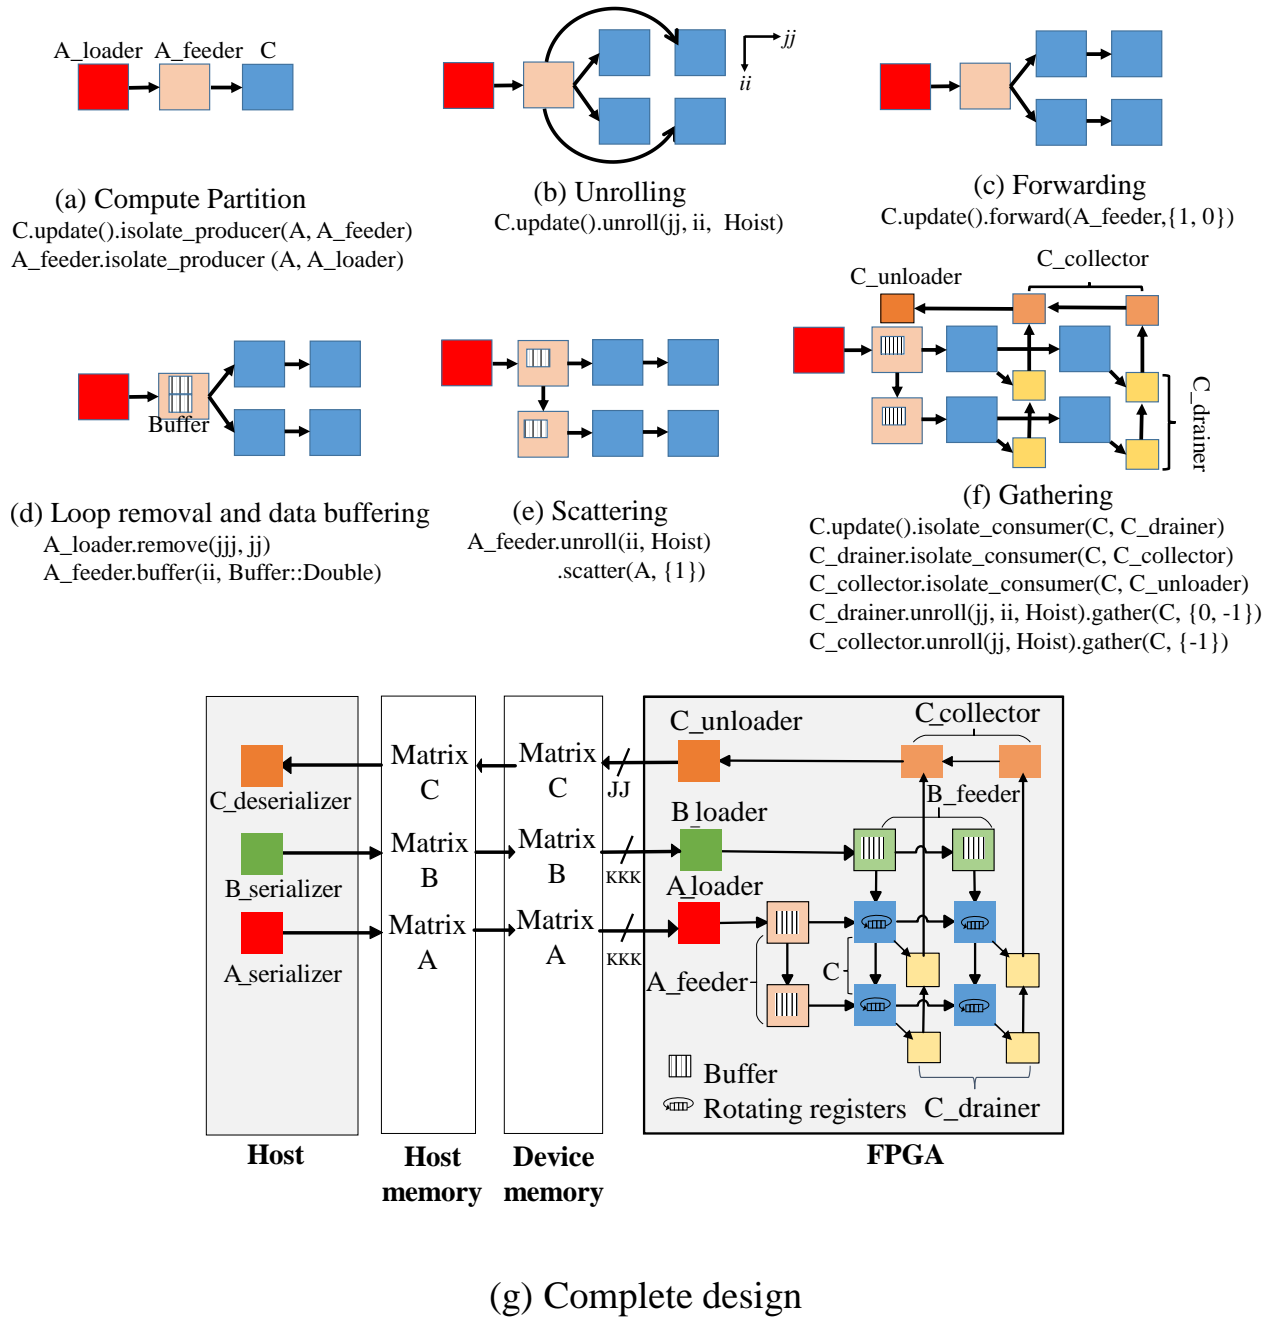 A_loader A_feeder C
(a) Compute Partition
C.update().isolate_producer(A, A_feeder)
A_feeder.isolate_producer (A, A_loader)
jj
ii
(b) Unrolling
C.update().unroll(jj, ii, Hoist)
(c) Forwarding
C.update().forward(A_feeder,{1, 0})
Buffer
(d) Loop removal and data buffering
A_loader.remove(jjj, jj)
A_feeder.buffer(ii, Buffer::Double)
(e) Scattering
A_feeder.unroll(ii, Hoist)
.scatter(A, {1})
C_collector
C_unloader
C_drainer
(f) Gathering
C.update().isolate_consumer(C, C_drainer)
C_drainer.isolate_consumer(C, C_collector)
C_collector.isolate_consumer(C, C_unloader)
C_drainer.unroll(jj, ii, Hoist).gather(C, {0, -1})
C_collector.unroll(jj, Hoist).gather(C, {-1})
C_deserializer
B_serializer
A_serializer
Host
Matrix
C
Matrix
B
Matrix
A
Host
memory
Matrix
C
Matrix
B
Matrix
A
Device
memory
JJ
KKK
KKK
C_unloader
C_collector
B_feeder
B_loader
A_loader
A_feeder
C
Buffer
Rotating registers
C_drainer
FPGA
(g) Complete design